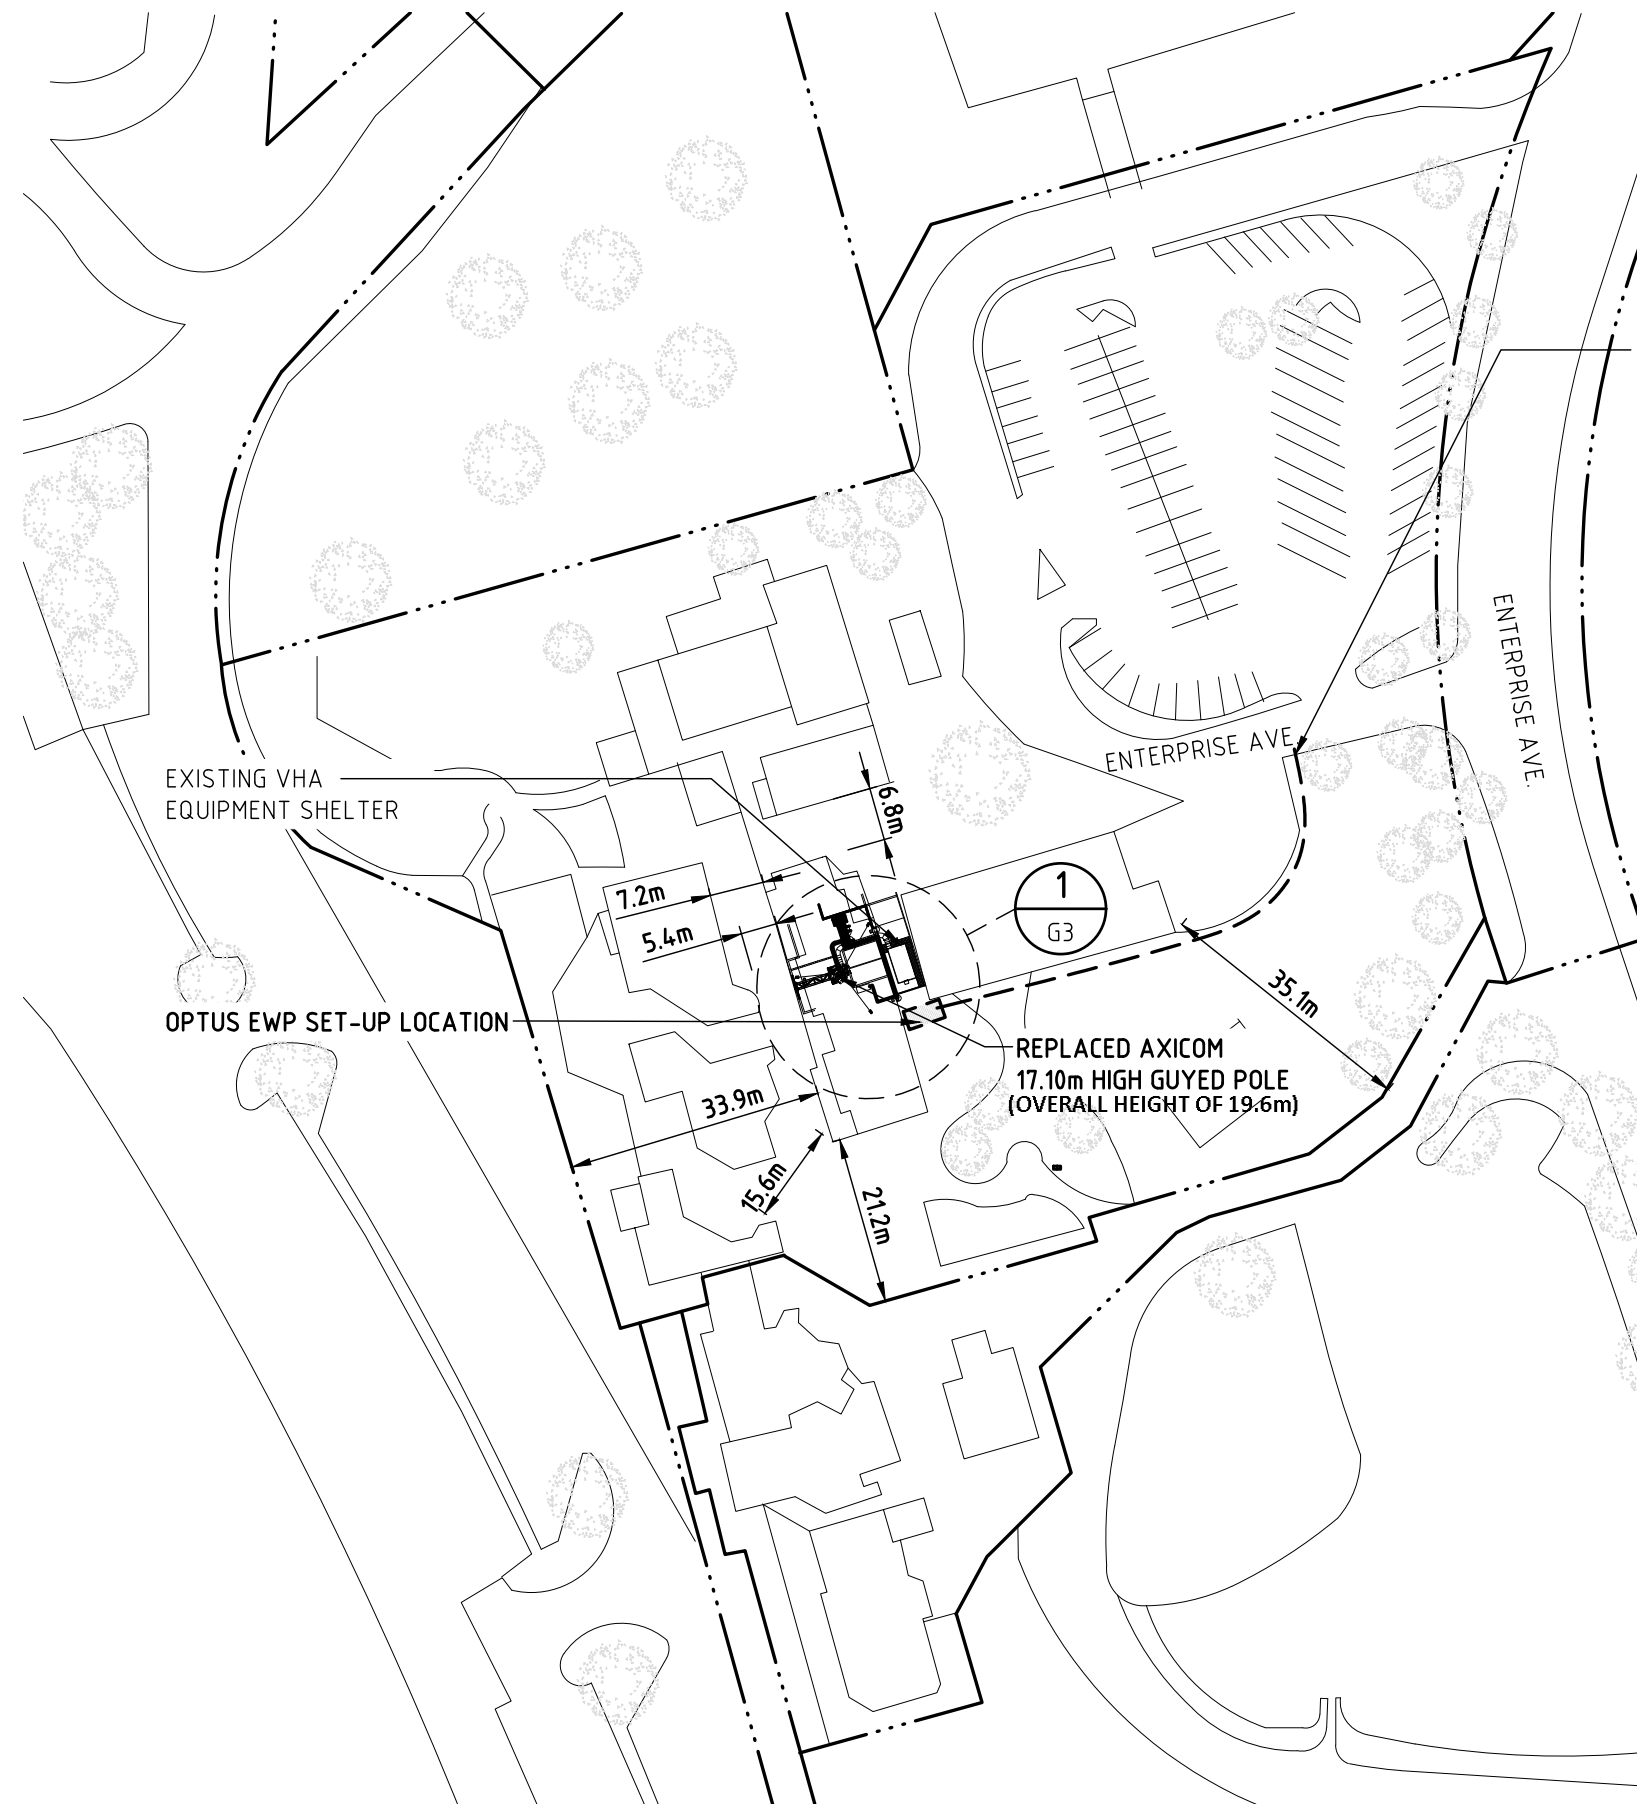 ENTERPRISE AVE.
ENTERPRISE AVE.
EXISTING VHA
EQUIPMENT SHELTER
6.8m
7.2m
5.4m
1
G3
35.1m
OPTUS EWP SET-UP LOCATION
REPLACED AXICOM
17.10m HIGH GUYED POLE
(OVERALL HEIGHT OF 19.6m)
33.9m
15.6m
21.2m